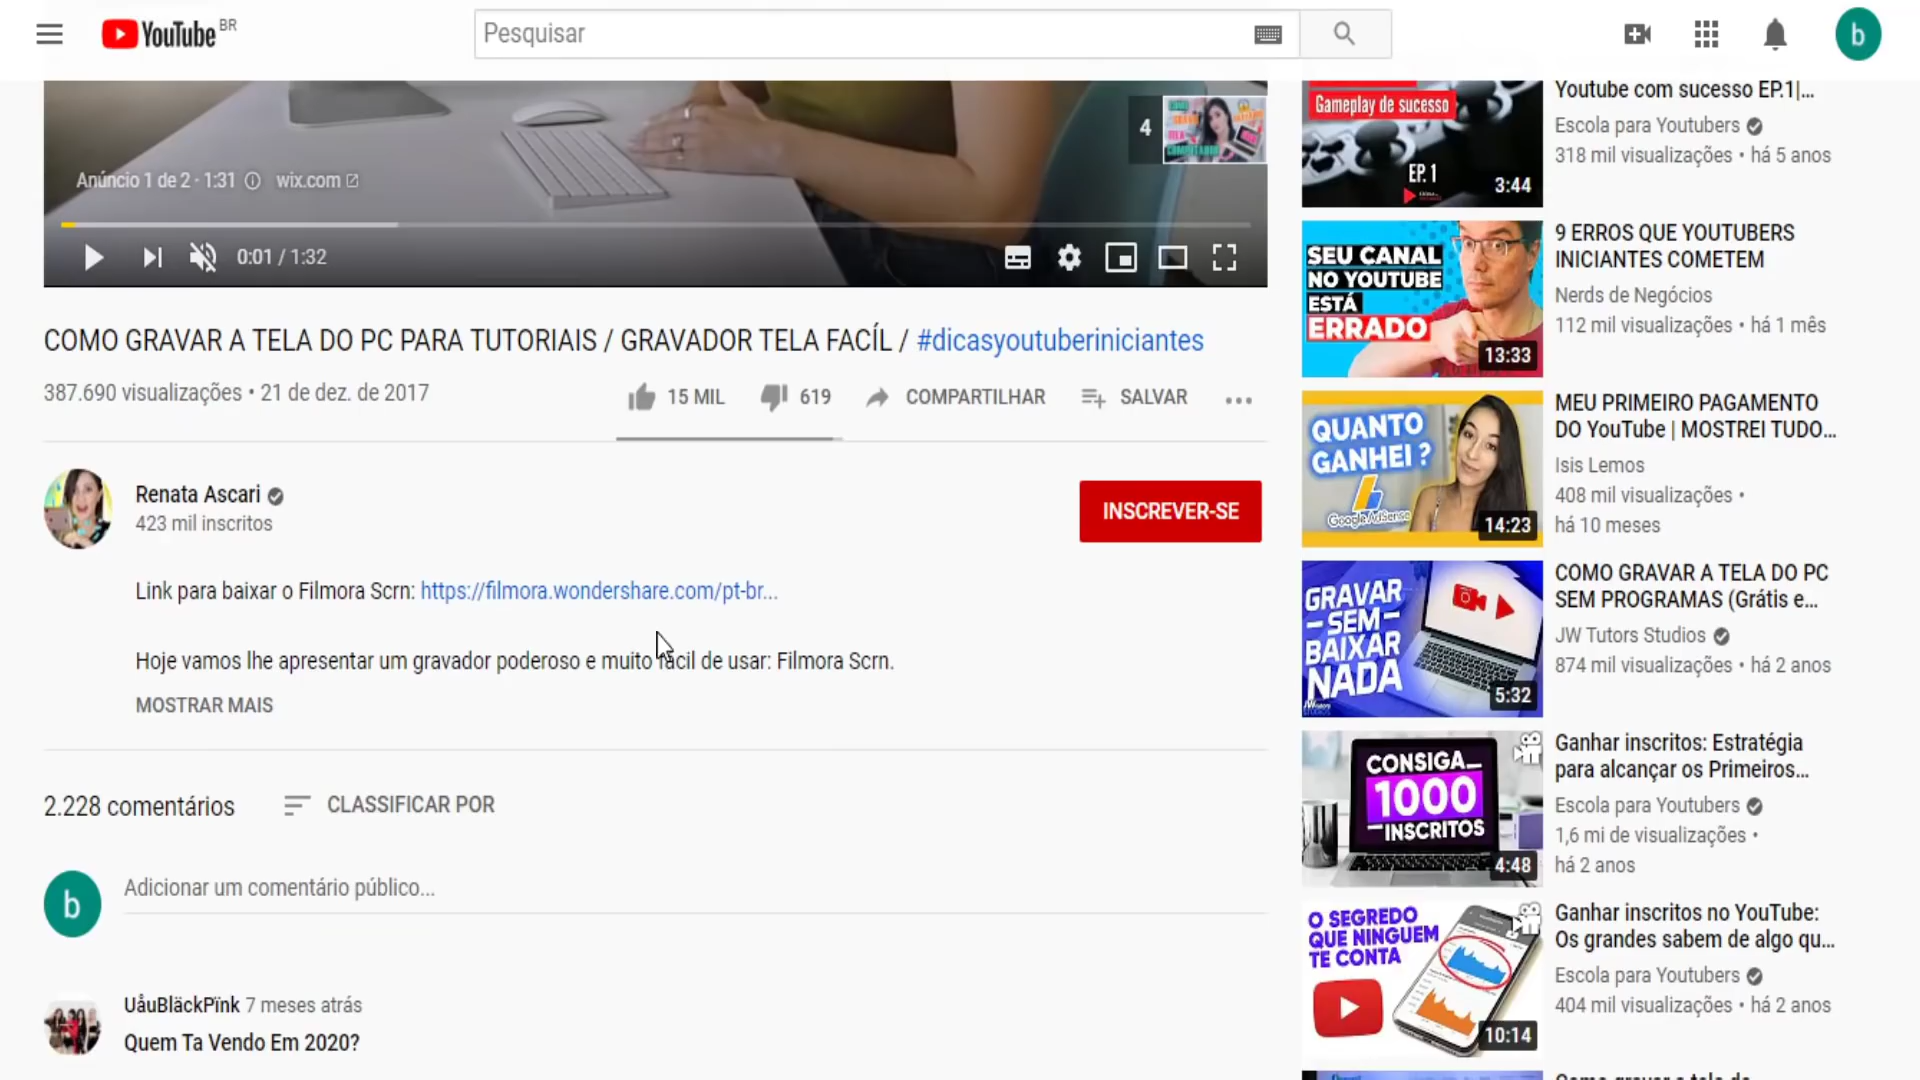 YouTube BR
Pesquisar
b
4
Anúncio 1 de 2 · 1:31 wix.com
0:01 / 1:32
COMO GRAVAR A TELA DO PC PARA TUTORIAIS / GRAVADOR TELA FACÍL / #dicasyoutuberiniciantes
387.690 visualizações • 21 de dez. de 2017
15 MIL
619
COMPARTILHAR
SALVAR
Renata Ascari
423 mil inscritos
INSCREVER-SE
Link para baixar o Filmora Scrn: https://filmora.wondershare.com/pt-br...
Hoje vamos lhe apresentar um gravador poderoso e muito fácil de usar: Filmora Scrn.
MOSTRAR MAIS
2.228 comentários
CLASSIFICAR POR
b
Adicionar um comentário público...
UåuBläckPïnk 7 meses atrás
Quem Ta Vendo Em 2020?
Gameplay de sucesso
EP. 1
3:44
Youtube com sucesso EP.1|...
Escola para Youtubers
318 mil visualizações • há 5 anos
SEU CANAL
NO YOUTUBE
ESTÁ
ERRADO
13:33
9 ERROS QUE YOUTUBERS
INICIANTES COMETEM
Nerds de Negócios
112 mil visualizações • há 1 mês
QUANTO
GANHEI ?
Google AdSense
14:23
MEU PRIMEIRO PAGAMENTO
DO YouTube | MOSTREI TUDO...
Isis Lemos
408 mil visualizações •
há 10 meses
GRAVAR
SEM
BAIXAR
NADA
5:32
COMO GRAVAR A TELA DO PC
SEM PROGRAMAS (Grátis e...
JW Tutors Studios
874 mil visualizações • há 2 anos
CONSIGA
1000
INSCRITOS
4:48
Ganhar inscritos: Estratégia
para alcançar os Primeiros...
Escola para Youtubers
1,6 mi de visualizações •
há 2 anos
O SEGREDO
QUE NINGUEM
TE CONTA
10:14
Ganhar inscritos no YouTube:
Os grandes sabem de algo qu...
Escola para Youtubers
404 mil visualizações • há 2 anos